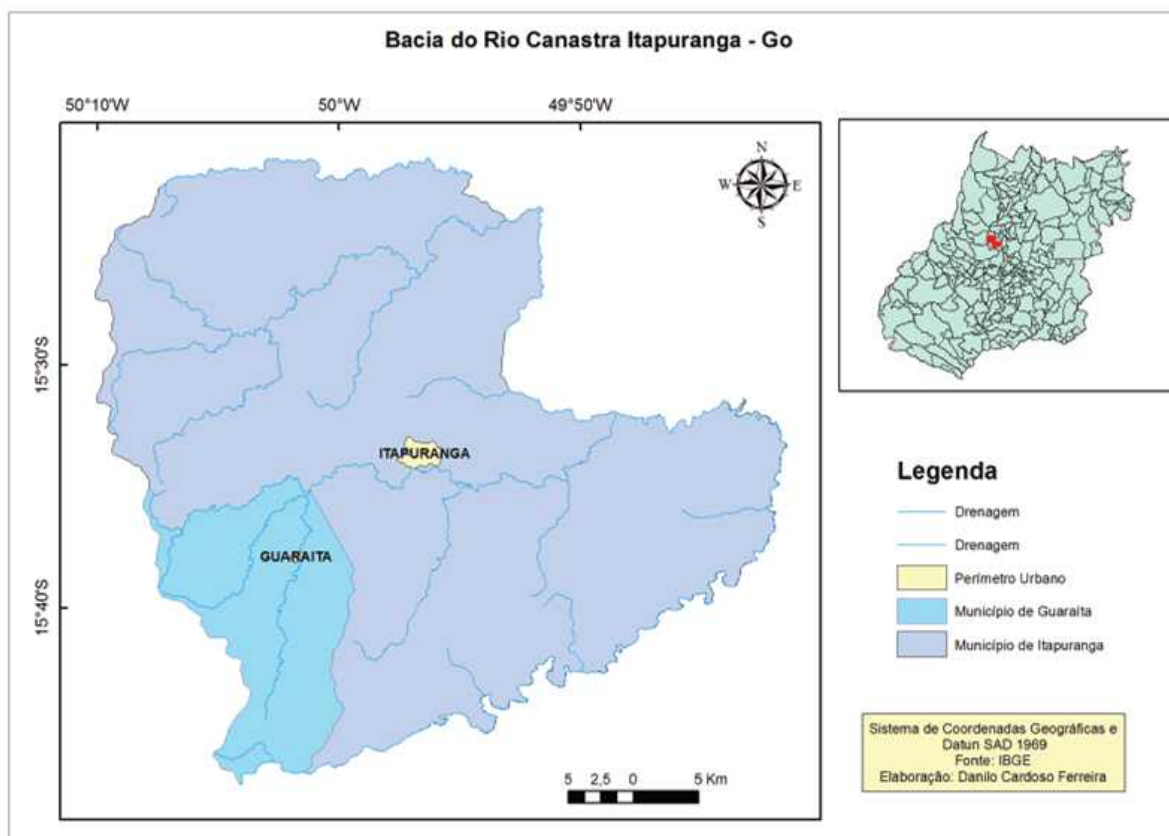 Bacia do Rio Canastra Itapuranga - Go
50°10'W 50°W 49°50'W
N
W E
S
15°30'S
ITAPURANGA
GUARAITA
15°40'S
5 2,5 0 5 Km
Legenda
Drenagem
Drenagem
Perímetro Urbano
Município de Guaraíta
Município de Itapuranga
Sistema de Coordenadas Geográficas e
Datun SAD 1969
Fonte: IBGE
Elaboração: Danilo Cardoso Ferreira